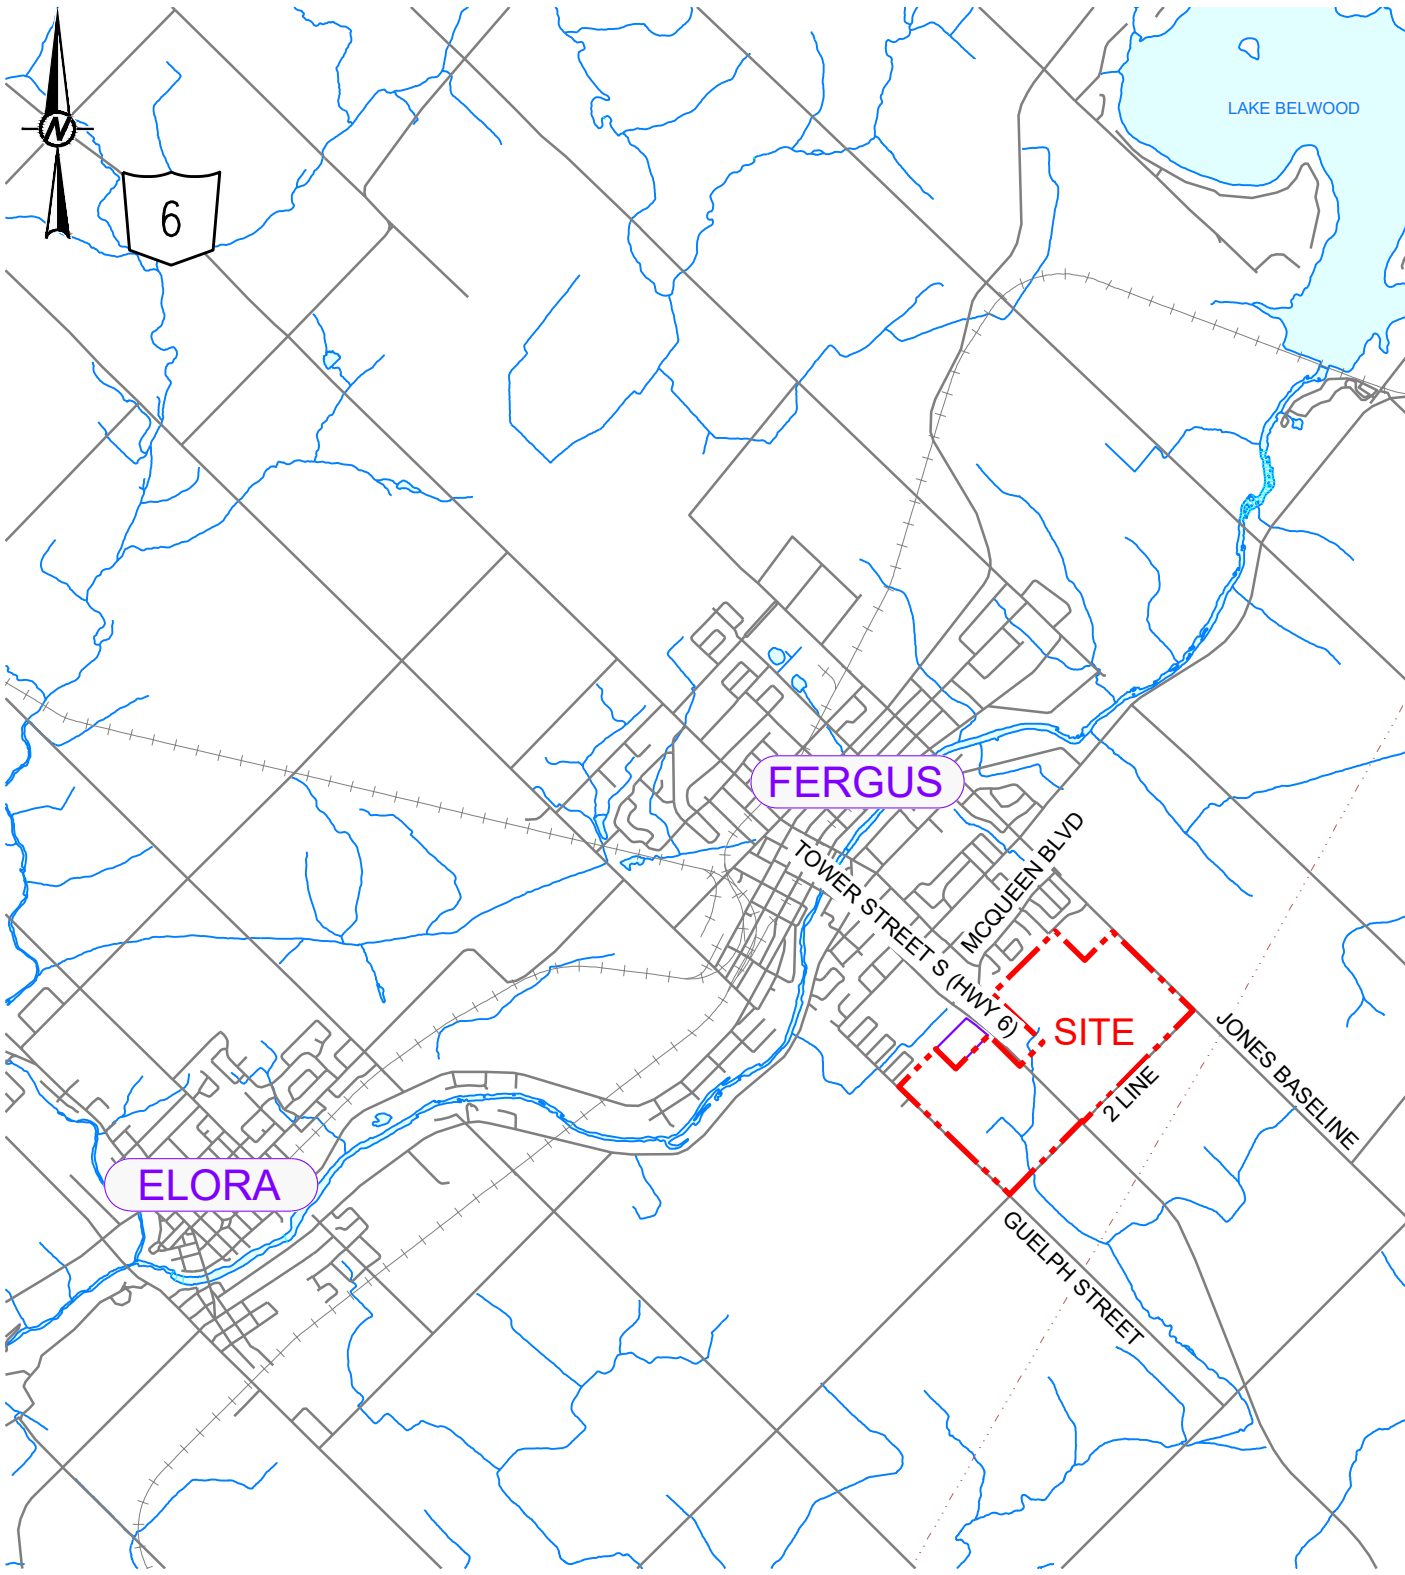 LAKE BELWOOD
N
6
FERGUS
TOWER STREET S (HWY 6)
MCQUEEN BLVD
SITE
JONES BASELINE
2 LINE
ELORA
GUELPH STREET